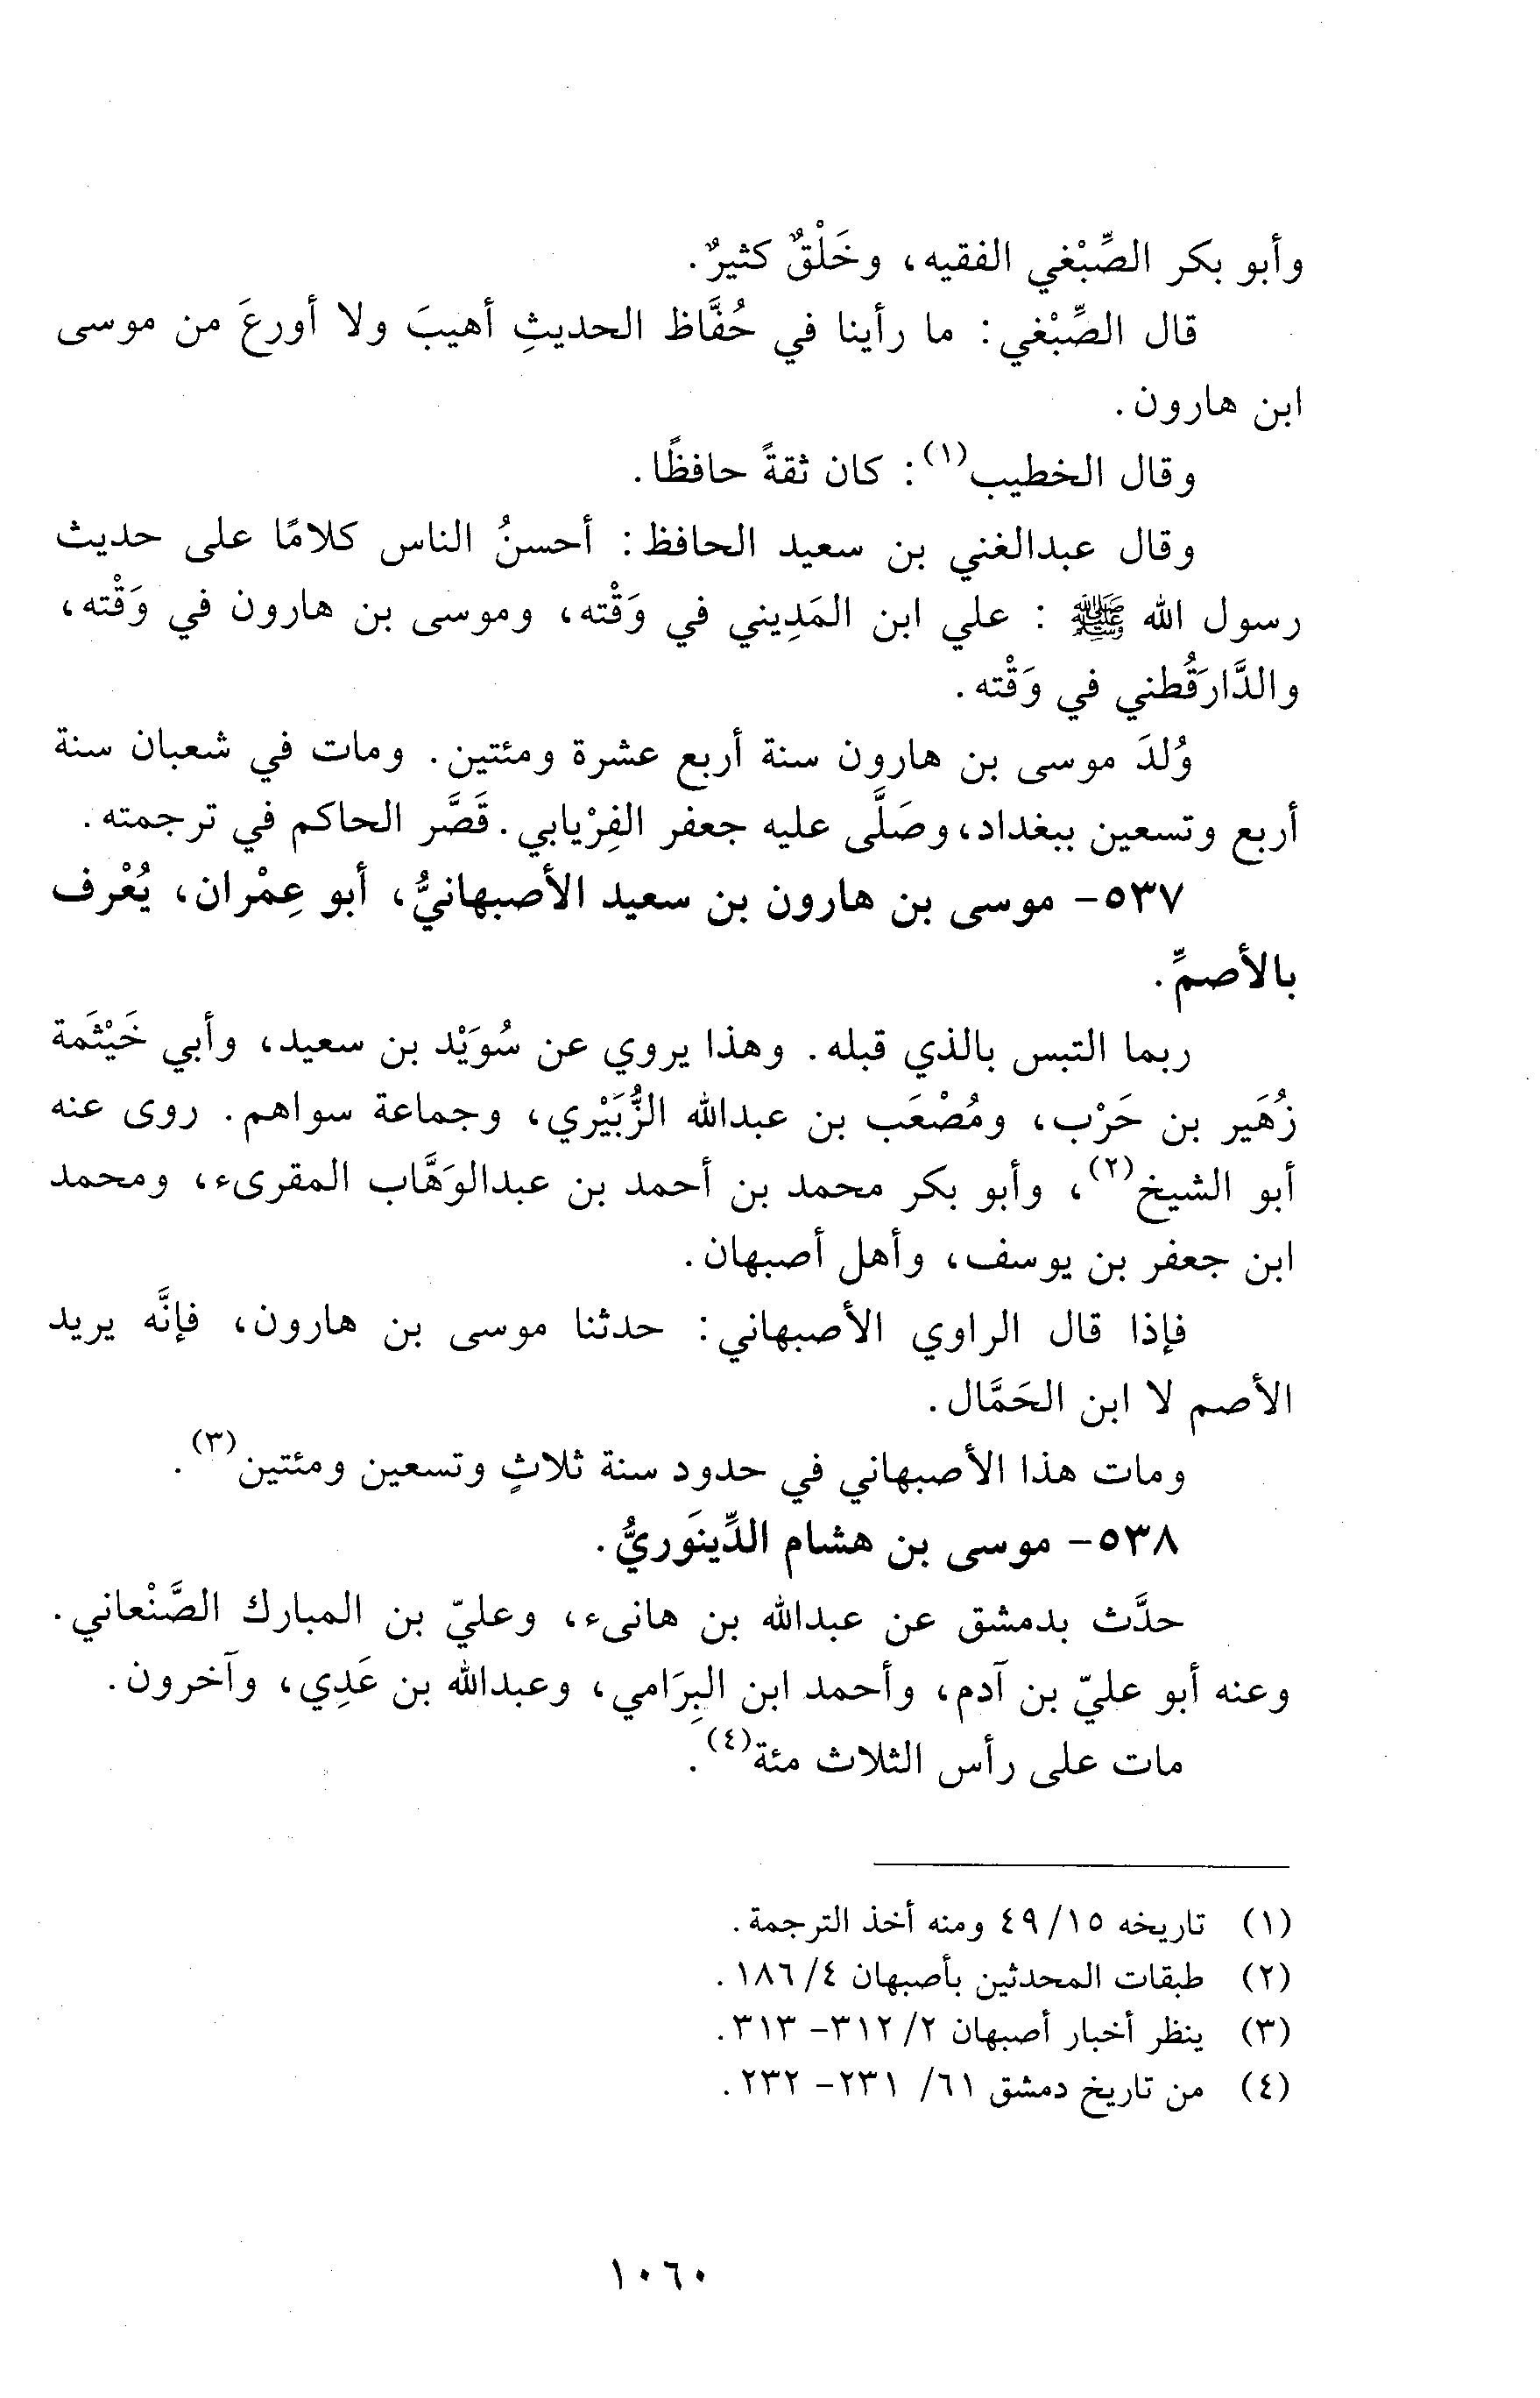 وأبو بكر الصِّبْغي الفقيه، وخَلْقٌ كثيرٌ.
قال الصِّبْغي: ما رأينا في حُفَّاظ الحديثِ أهيبَ ولا أورعَ من موسى
ابن هارون.
وقال الخطيب(١): كان ثقةً حافظًا.
وقال عبدالغني بن سعيد الحافظ: أحسنُ الناس كلامًا على حديث
رسول الله ﷺ : علي ابن المَدِيني في وَقْته، وموسى بن هارون في وَقْته،
والدَّارَقُطني في وَقْته.
وُلدَ موسى بن هارون سنة أربع عشرة ومئتين. ومات في شعبان سنة
أربع وتسعين ببغداد، وصَلَّى عليه جعفر الفِرْيابي. قَصَّر الحاكم في ترجمته.
٥٣٧- موسى بن هارون بن سعيد الأصبهانيُّ، أبو عِمْران، يُعْرف
بالأصمِّ.
ربما التبس بالذي قبله. وهذا يروي عن سُوَيْد بن سعيد، وأبي خَيْثَمة
زُهَير بن حَرْب، ومُصْعَب بن عبدالله الزُّبَيْري، وجماعة سواهم. روى عنه
أبو الشيخ(٢)، وأبو بكر محمد بن أحمد بن عبدالوَهَّاب المقرىء، ومحمد
ابن جعفر بن يوسف، وأهل أصبهان.
فإذا قال الراوي الأصبهاني: حدثنا موسى بن هارون، فإنَّه يريد
الأصم لا ابن الحَمَّال.
ومات هذا الأصبهاني في حدود سنة ثلاثٍ وتسعين ومئتين(٣).
٥٣٨- موسى بن هشام الدِّينَوريُّ.
حدَّث بدمشق عن عبدالله بن هانىء، وعليّ بن المبارك الصَّنْعاني.
وعنه أبو عليّ بن آدم، وأحمد ابن البِرَامي، وعبدالله بن عَدِي، وآخرون.
مات على رأس الثلاث مئة(٤).
(١) تاريخه ١٥/ ٤٩ ومنه أخذ الترجمة.
(٢) طبقات المحدثين بأصبهان ٤/ ١٨٦.
(٣) ينظر أخبار أصبهان ٢/ ٣١٢- ٣١٣.
(٤) من تاريخ دمشق ٦١/ ٢٣١- ٢٣٢.
١٠٦٠